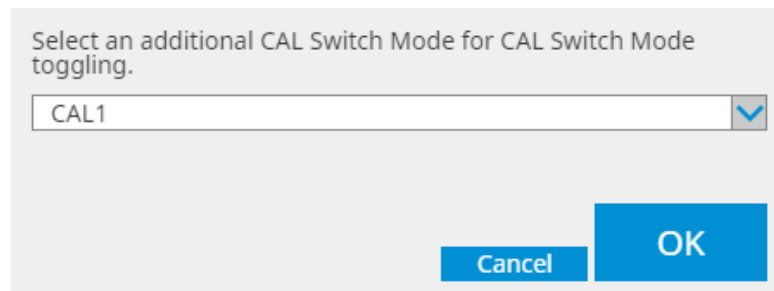 Select an additional CAL Switch Mode for CAL Switch Mode
toggling.
CAL1
Cancel
OK